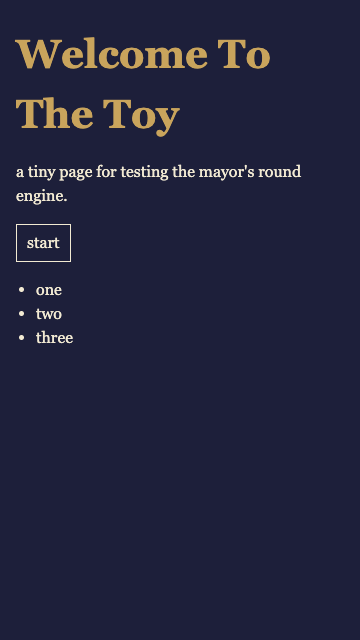 Welcome To
The Toy
a tiny page for testing the mayor's round
engine.
start
one
two
three